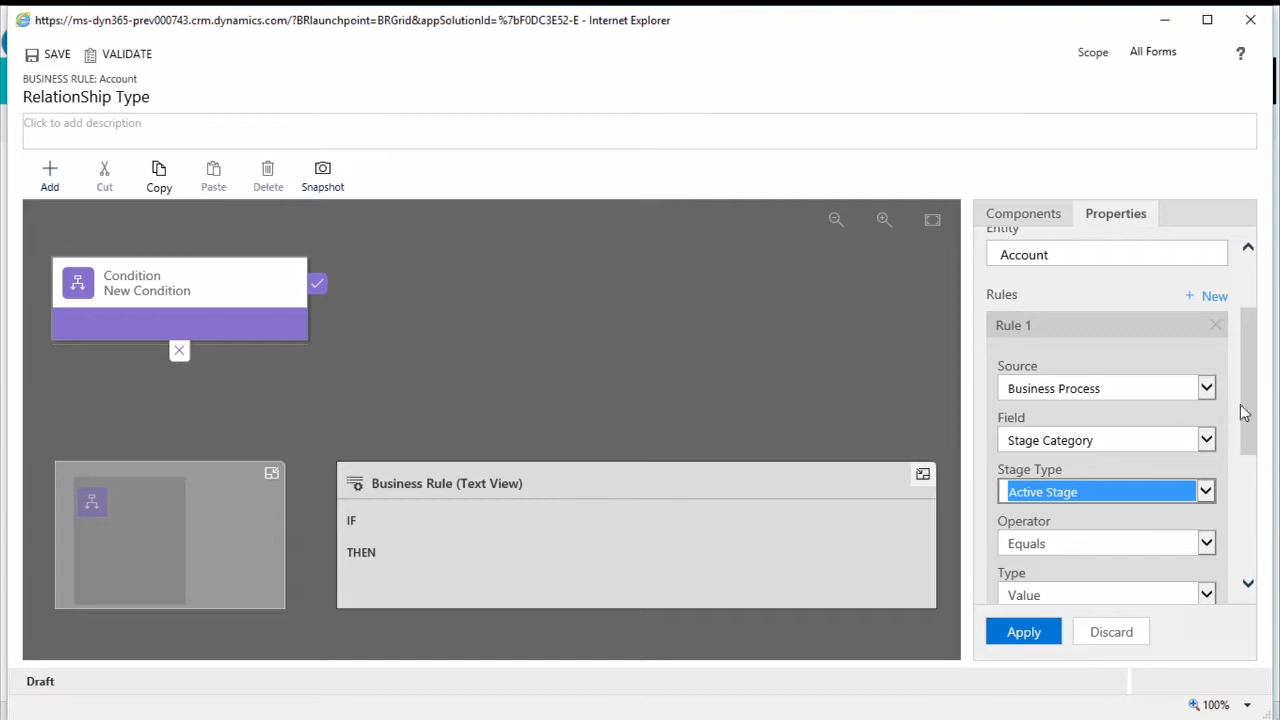 https://ms-dyn365-prev000743.crm.dynamics.com/?BRlaunchpoint=BRGrid&appSolutionId=%7bF0DC3E52-E - Internet Explorer
SAVE VALIDATE Scope All Forms ?
BUSINESS RULE: Account
RelationShip Type
Click to add description
Add Cut Copy Paste Delete Snapshot
Components Properties
Entity
Account
Rules + New
Rule 1
Source
Business Process
Field
Stage Category
Stage Type
Active Stage
Operator
Equals
Type
Value
Apply Discard
Condition
New Condition
Business Rule (Text View)
IF
THEN
Draft
100%